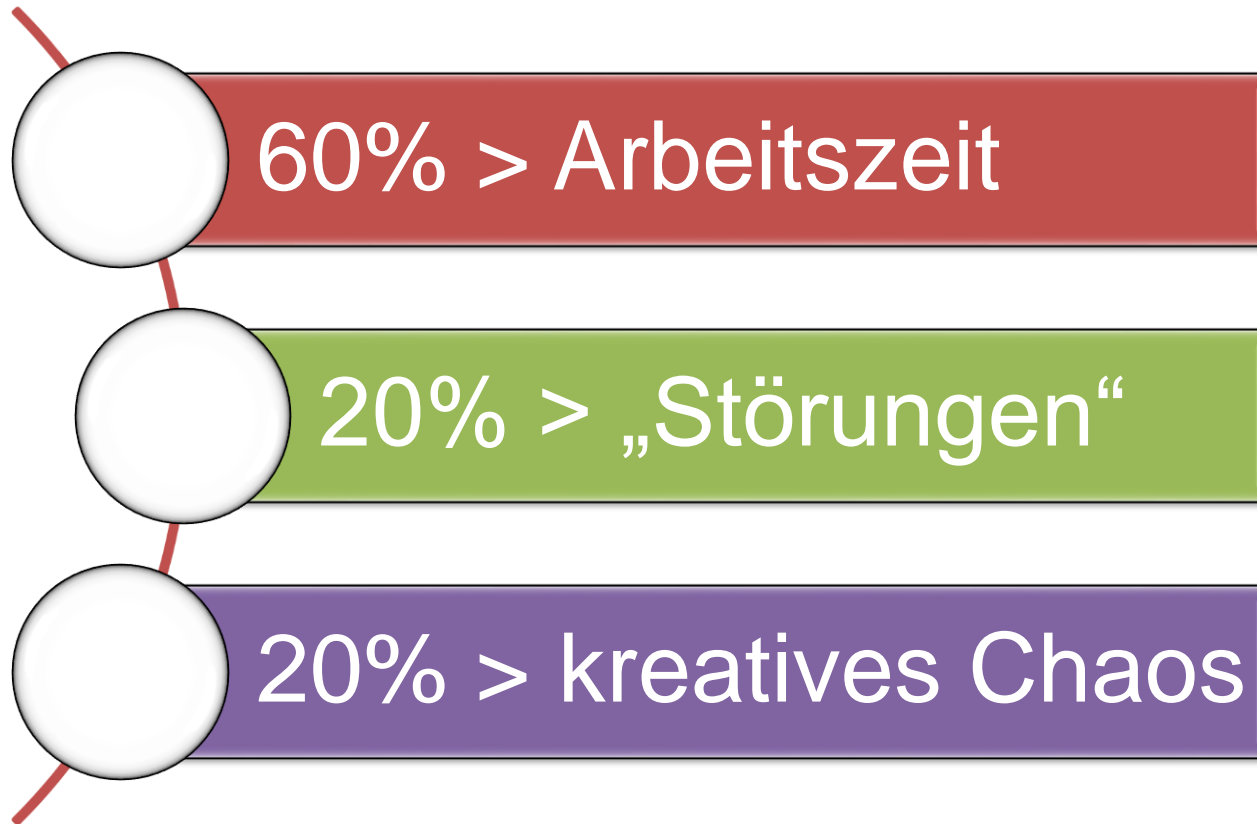 60% > Arbeitszeit
20% > „Störungen“
20% > kreatives Chaos